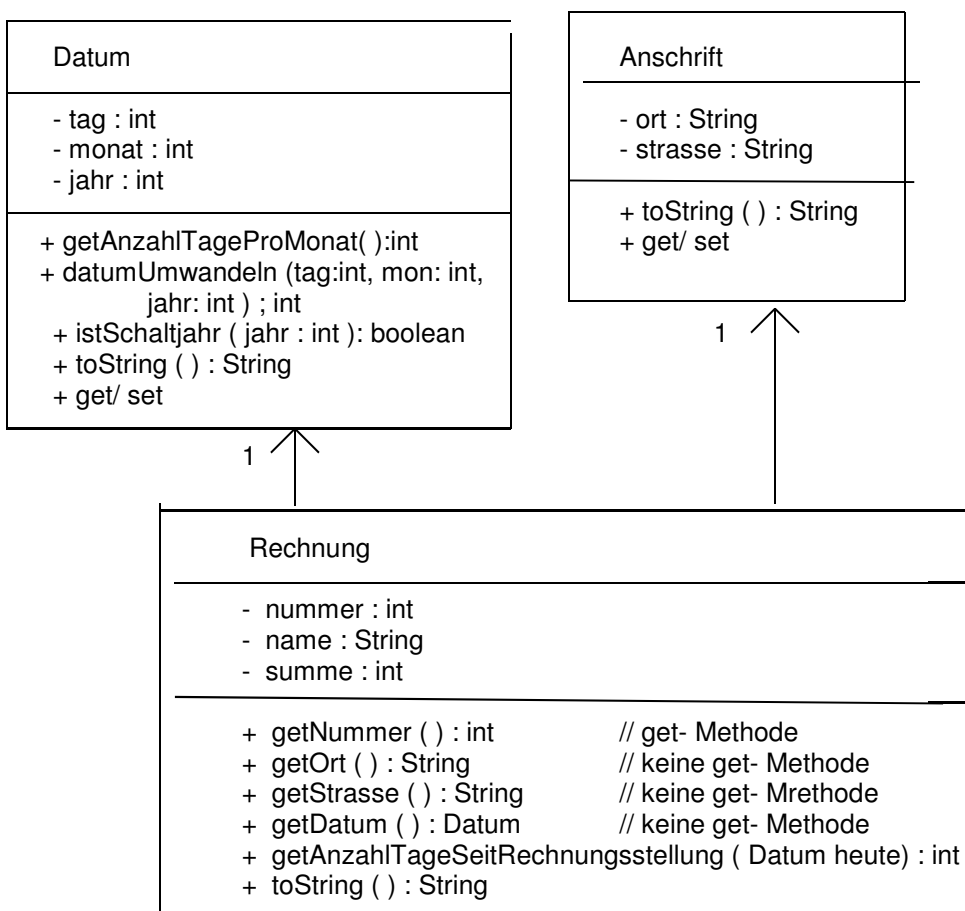 Datum
- tag : int
- monat : int
- jahr : int
+ getAnzahlTageProMonat( ):int
+ datumUmwandeln (tag:int, mon: int,
jahr: int ) ; int
+ istSchaltjahr ( jahr : int ): boolean
+ toString ( ) : String
+ get/ set
1
Anschrift
- ort : String
- strasse : String
+ toString ( ) : String
+ get/ set
1
Rechnung
- nummer : int
- name : String
- summe : int
+ getNummer ( ) : int // get- Methode
+ getOrt ( ) : String // keine get- Methode
+ getStrasse ( ) : String // keine get- Mrethode
+ getDatum ( ) : Datum // keine get- Methode
+ getAnzahlTageSeitRechnungsstellung ( Datum heute) : int
+ toString ( ) : String